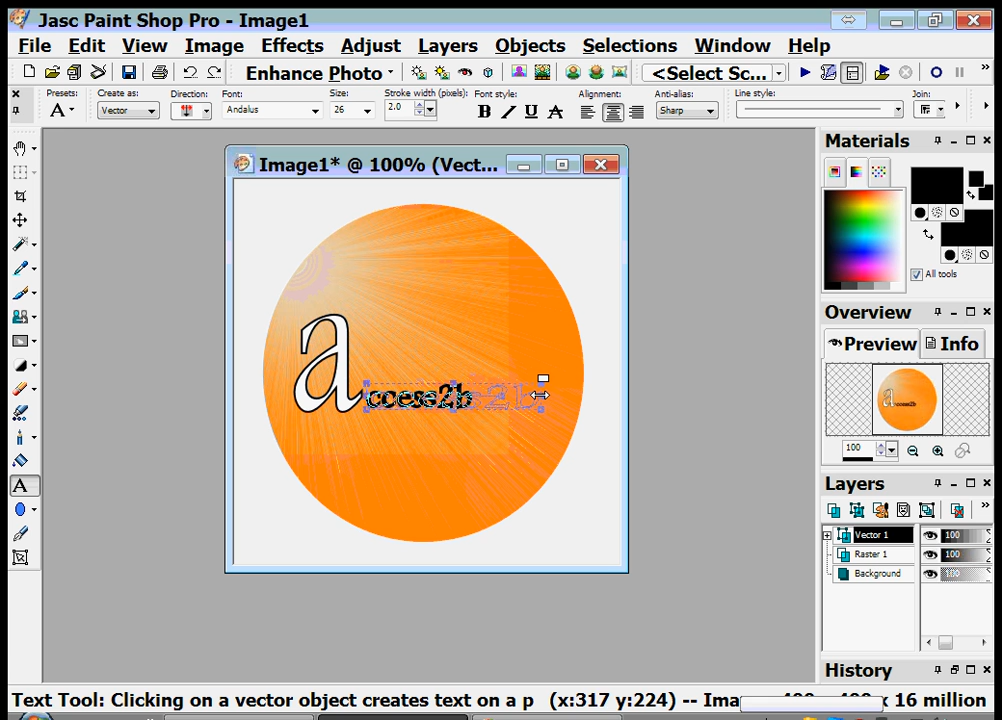 Jasc Paint Shop Pro - Image1
File Edit View Image Effects Adjust Layers Objects Selections Window Help
Enhance Photo <Select Sc...
Presets: Create as: Direction: Font: Size: Stroke width (pixels): Font style: Alignment: Anti-alias: Line style: Join:
A Vector Andalus 26 2.0 B I U A Sharp
Image1* @ 100% (Vect...
a
coese2b
Materials
All tools
Overview
Preview Info
100
Layers
Vector 1 100
Raster 1 100
Background 100
History
Text Tool: Clicking on a vector object creates text on a p (x:317 y:224) -- Ima
x 16 million